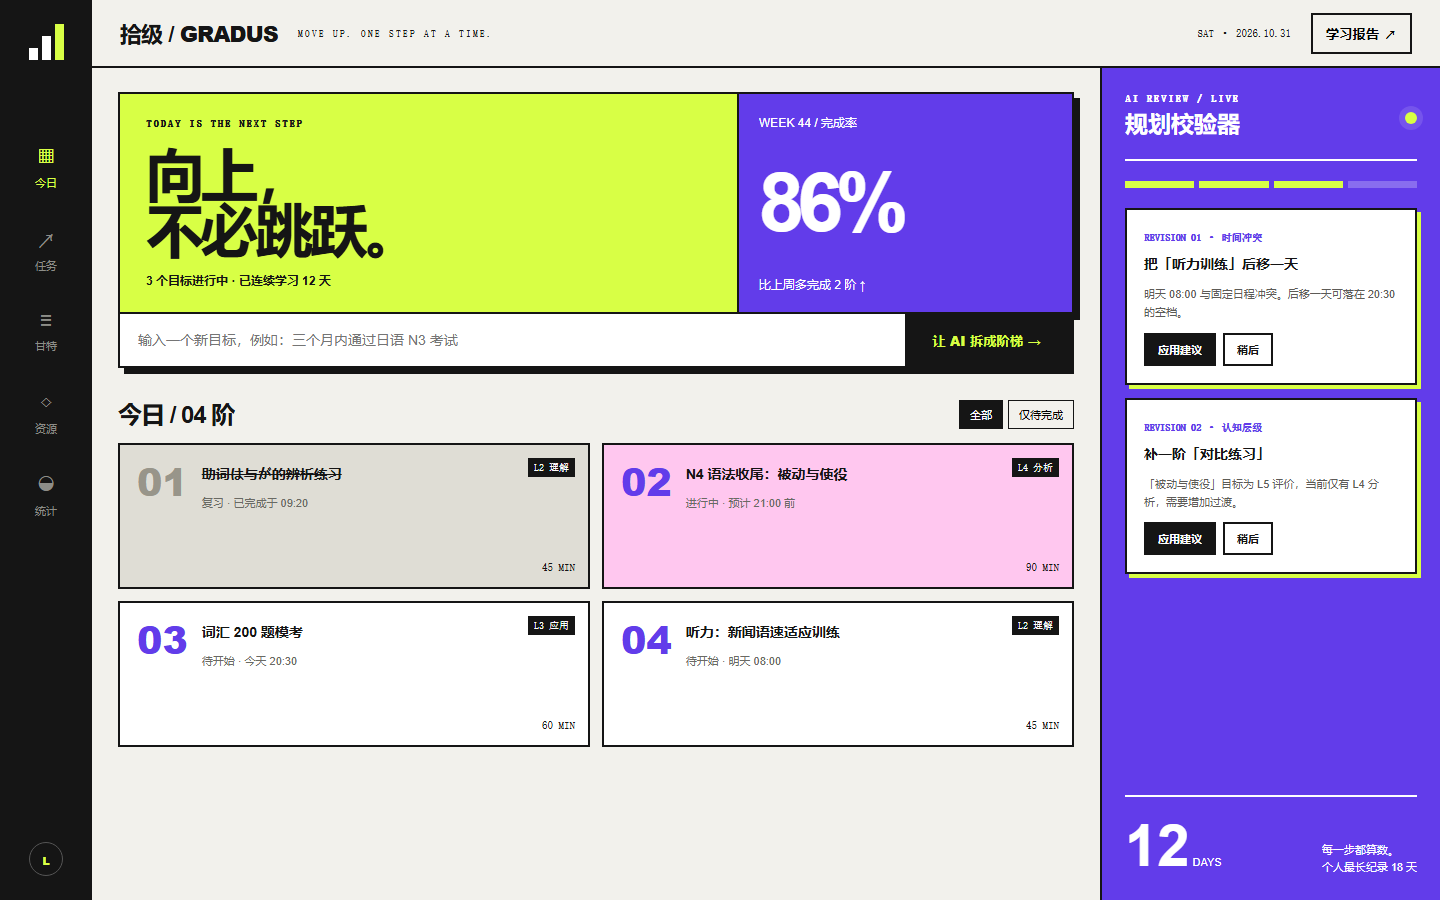 拾级 / GRADUS
MOVE UP. ONE STEP AT A TIME.
SAT · 2026.10.31
学习报告 ↗
今日
任务
甘特
资源
统计
L
TODAY IS THE NEXT STEP
向上，
不必跳跃。
3 个目标进行中 · 已连续学习 12 天
WEEK 44 / 完成率
86%
比上周多完成 2 阶 ↑
输入一个新目标，例如：三个月内通过日语 N3 考试
让 AI 拆成阶梯 →
今日 / 04 阶
全部
仅待完成
01
助词は与が的辨析练习
L2 理解
复习 · 已完成于 09:20
45 MIN
02
N4 语法收尾：被动与使役
L4 分析
进行中 · 预计 21:00 前
90 MIN
03
词汇 200 题模考
L3 应用
待开始 · 今天 20:30
60 MIN
04
听力：新闻语速适应训练
L2 理解
待开始 · 明天 08:00
45 MIN
AI REVIEW / LIVE
规划校验器
REVISION 01 · 时间冲突
把「听力训练」后移一天
明天 08:00 与固定日程冲突。后移一天可落在 20:30
的空档。
应用建议
稍后
REVISION 02 · 认知层级
补一阶「对比练习」
「被动与使役」目标为 L5 评价，当前仅有 L4 分
析，需要增加过渡。
应用建议
稍后
12 DAYS
每一步都算数。
个人最长纪录 18 天